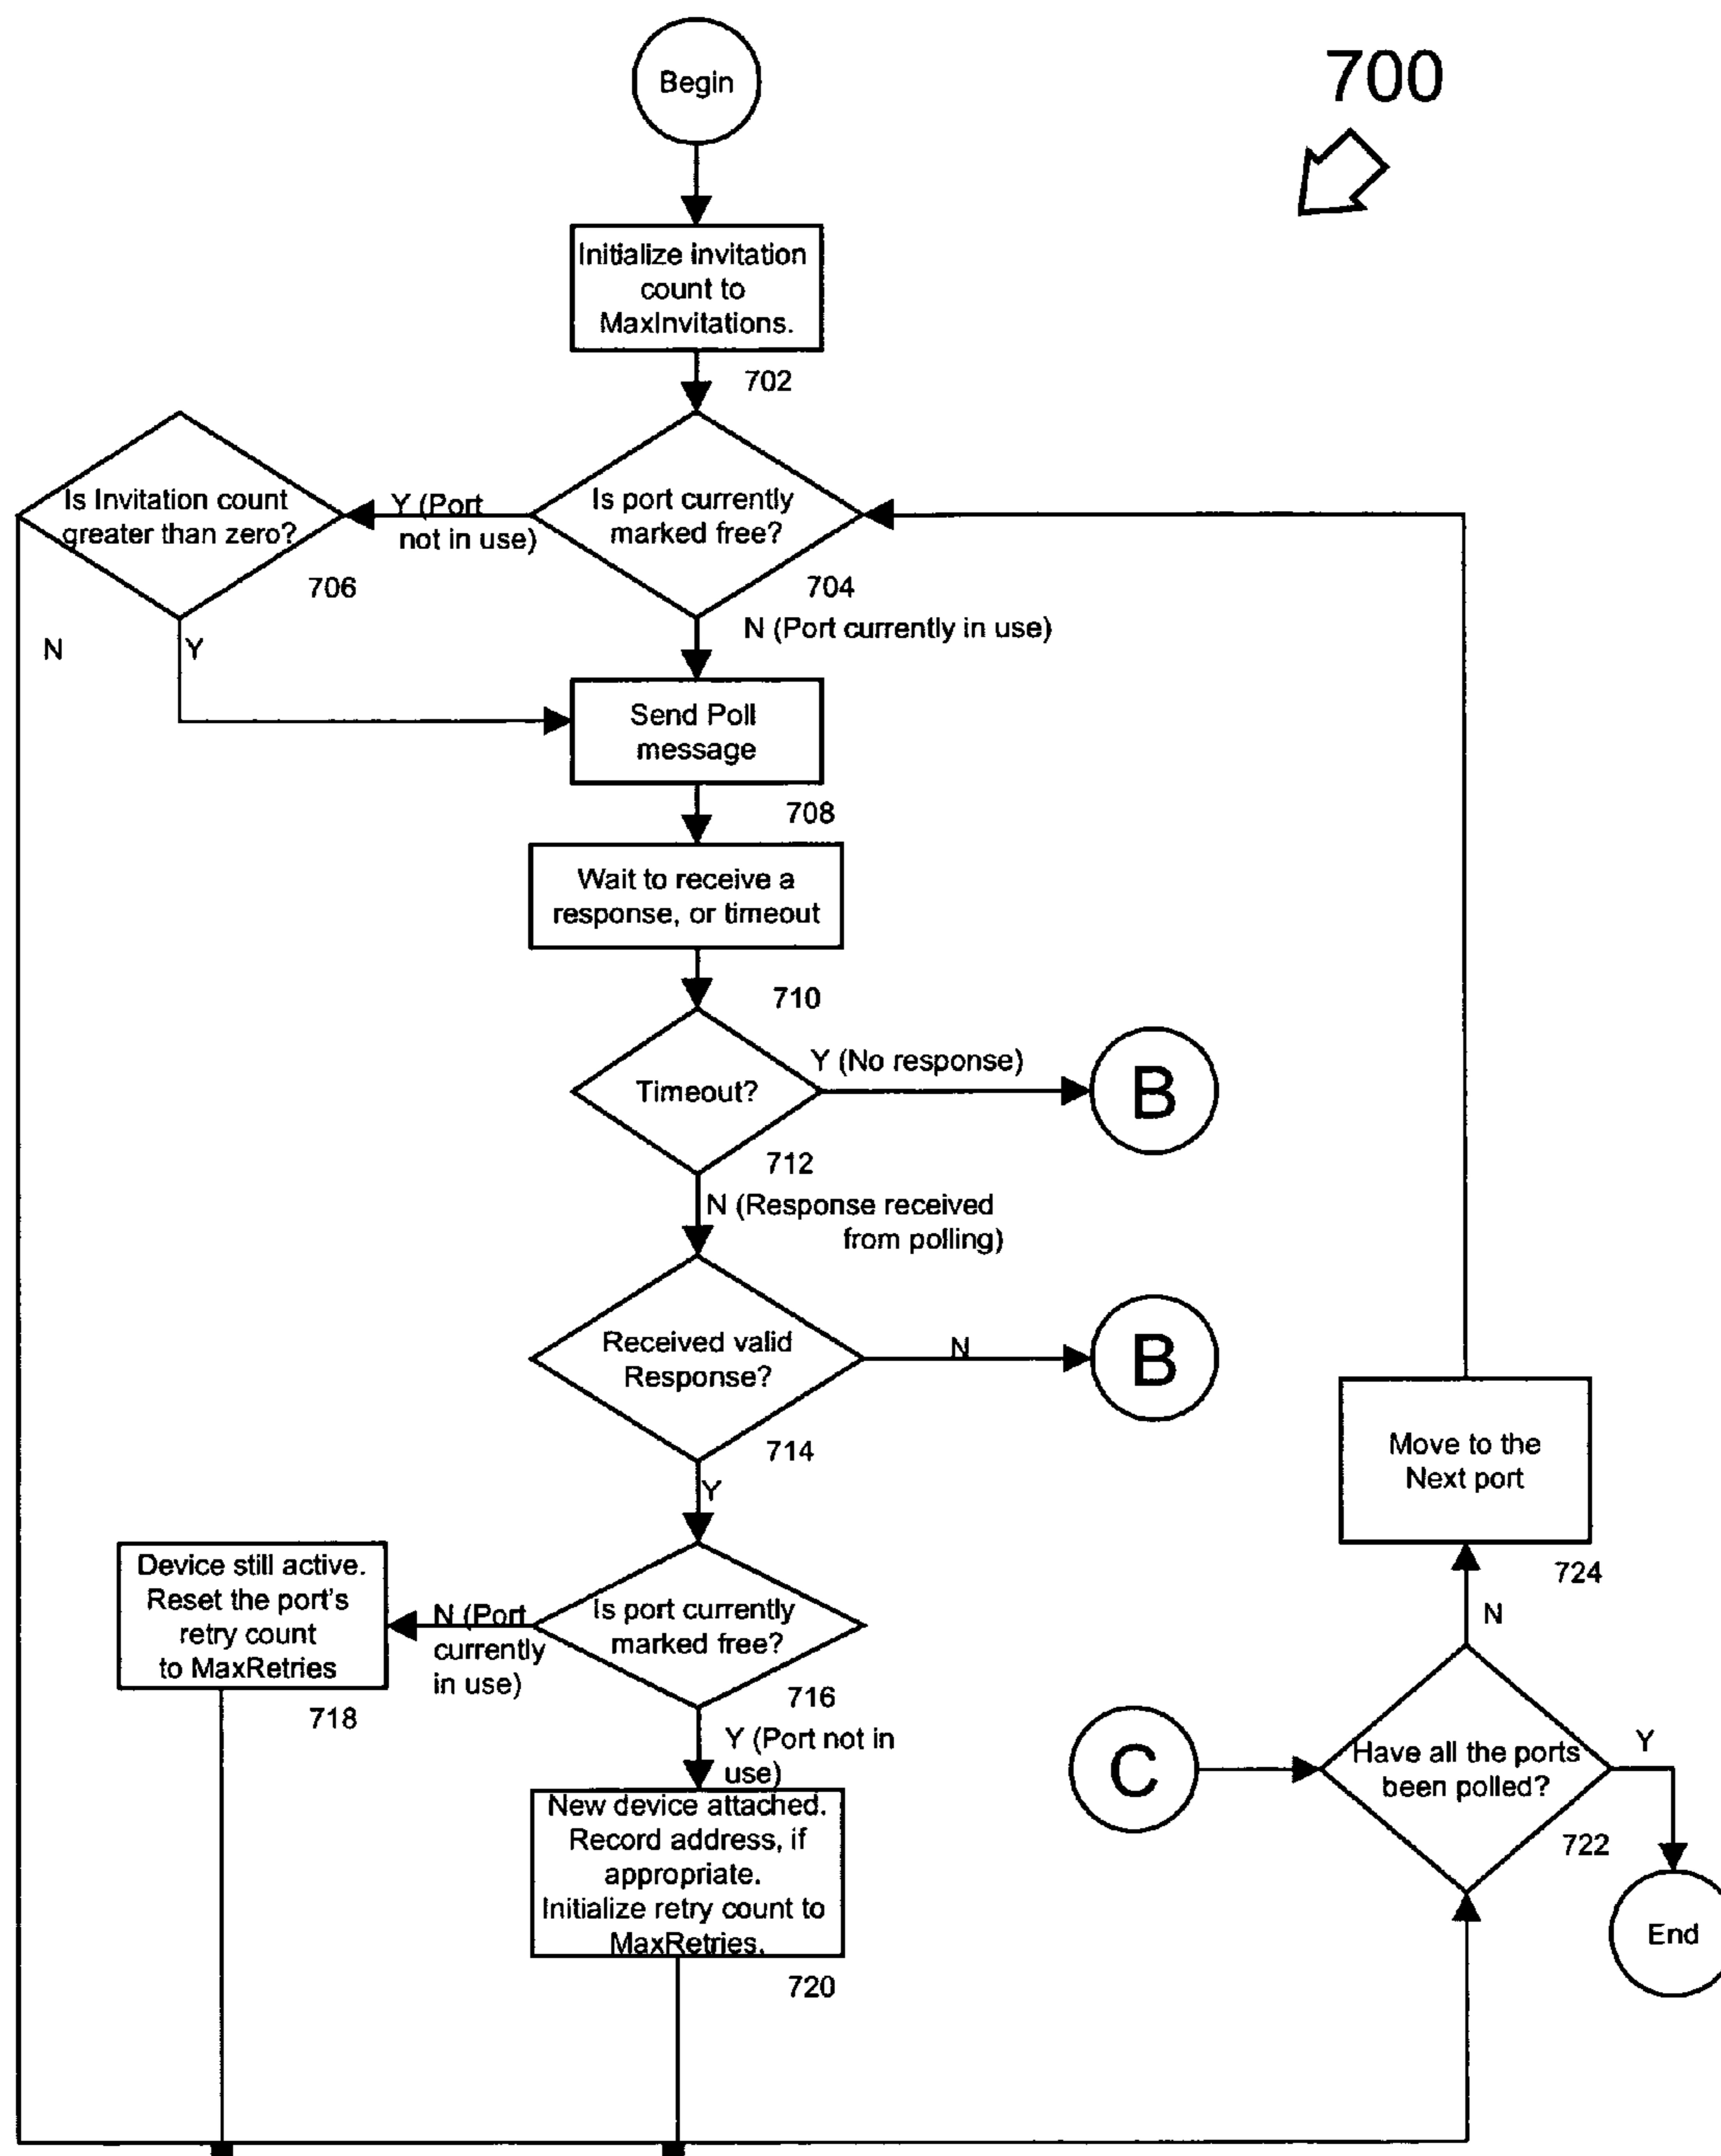 Begin
700
Initialize invitation
count to
MaxInvitations.
702
Is Invitation count
greater than zero?
706
Y (Port
not in use)
Is port currently
marked free?
704
N
Y
N (Port currently in use)
Send Poll
message
708
Wait to receive a
response, or timeout
710
Timeout?
712
Y (No response)
B
N (Response received
from polling)
Received valid
Response?
714
N
B
Y
Move to the
Next port
724
Device still active.
Reset the port's
retry count
to MaxRetries
718
N (Port
currently
in use)
Is port currently
marked free?
716
N
Y (Port not in
use)
C
Have all the ports
been polled?
722
Y
New device attached.
Record address, if
appropriate.
Initialize retry count to
MaxRetries.
720
End